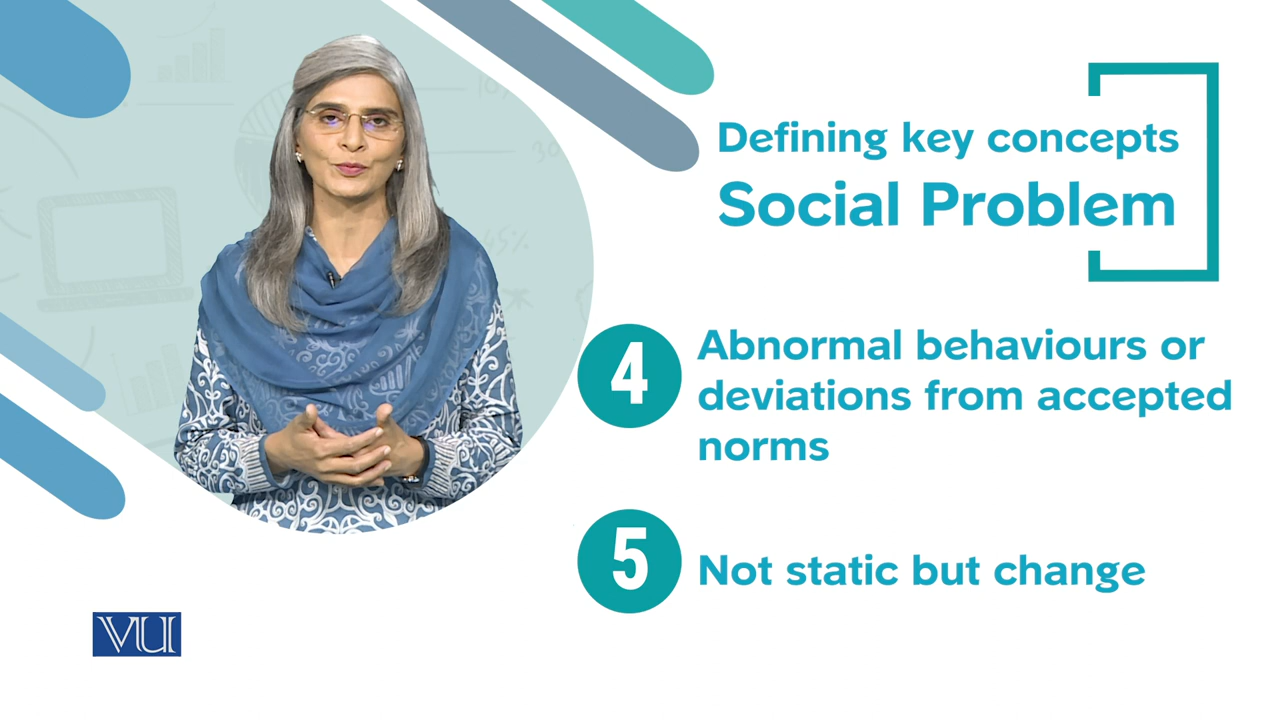 Defining key concepts
Social Problem
4
Abnormal behaviours or
deviations from accepted
norms
5
Not static but change
VU